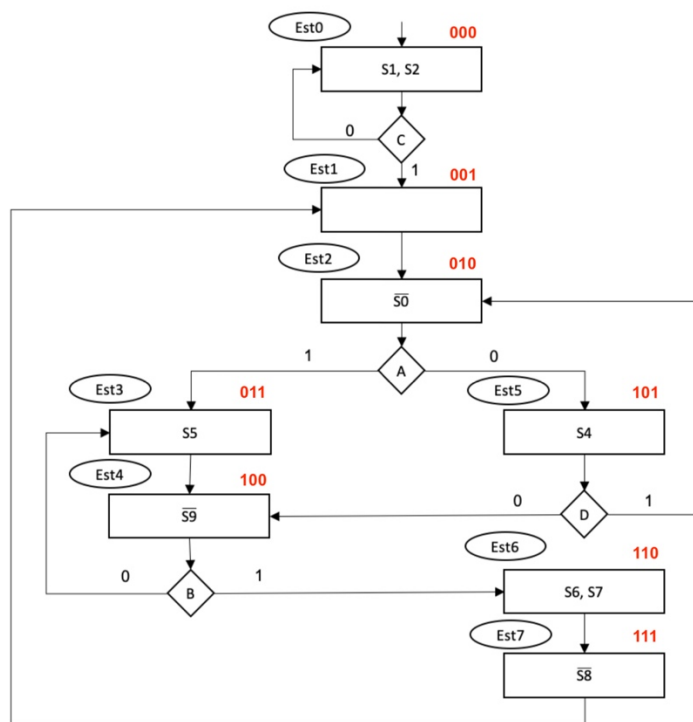 Est0
000
S1, S2
0
C
1
Est1
001
Est2
010
S̅0̅
1
A
0
Est3
011
Est5
101
S5
S4
Est4
100
S̅9̅
0
D
1
Est6
110
0
B
1
S6, S7
Est7
111
S̅8̅